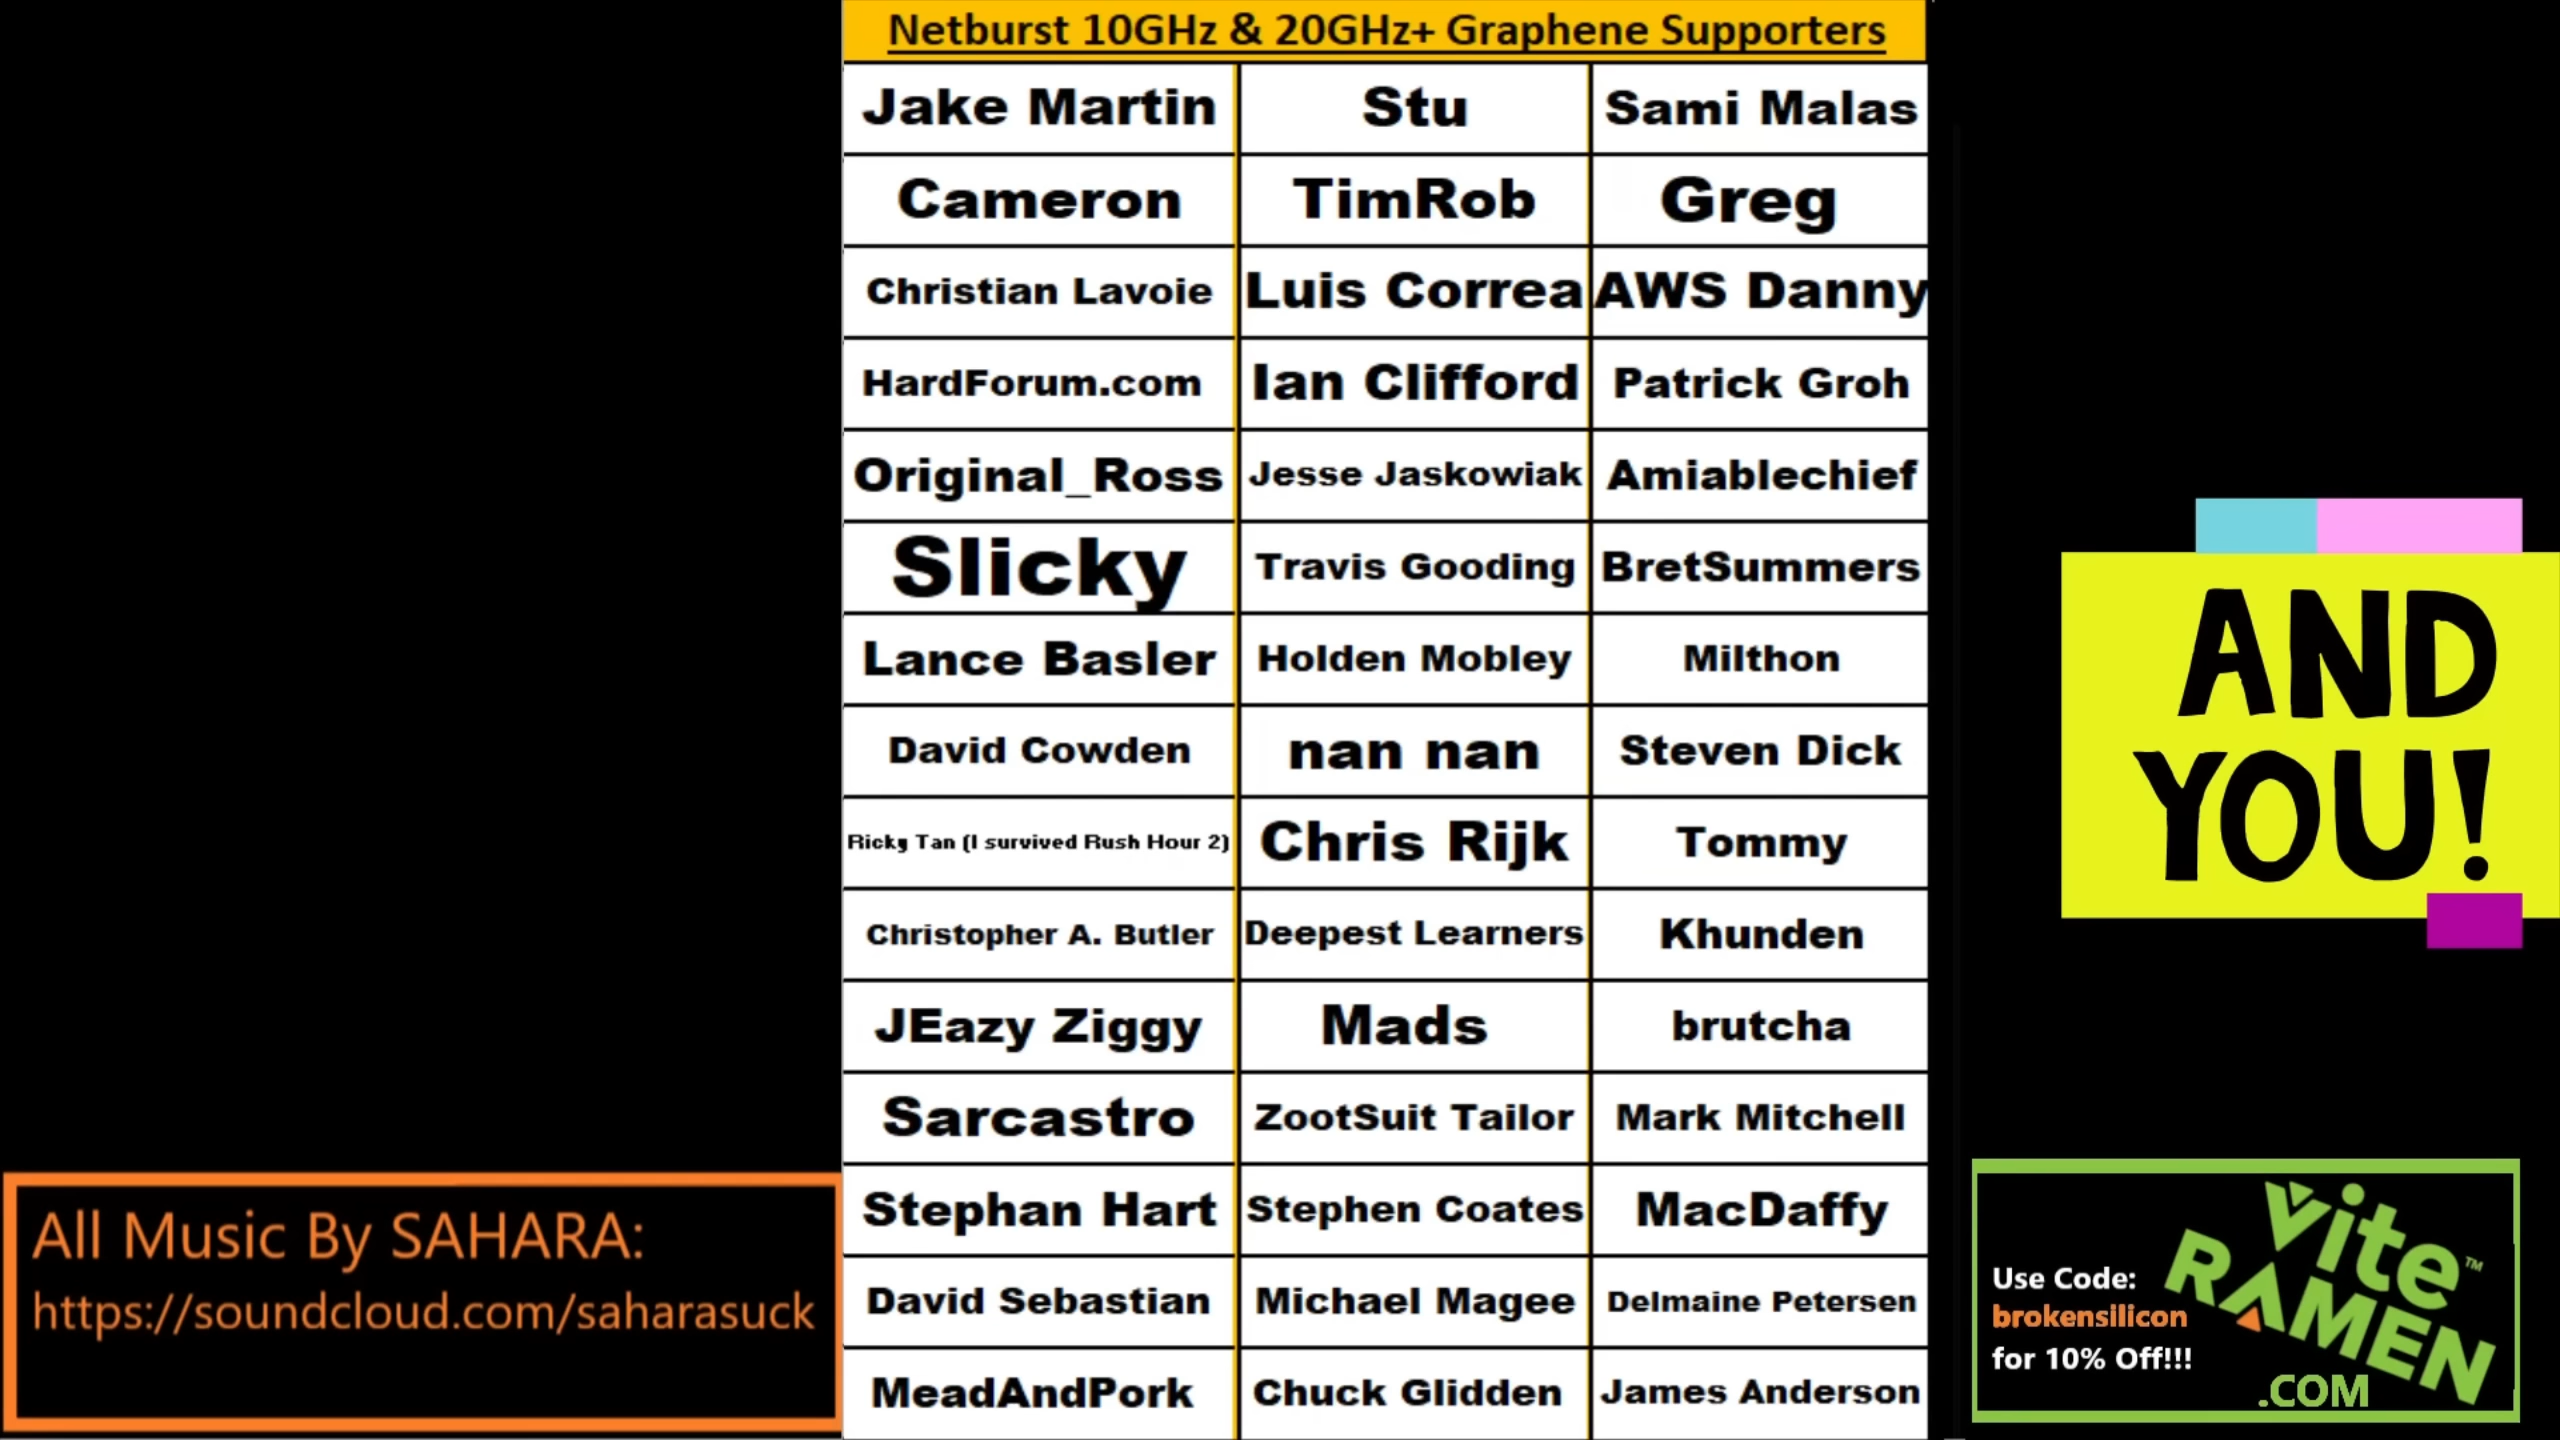 Netburst 10GHz & 20GHz+ Graphene Supporters
Jake Martin Stu Sami Malas
Cameron TimRob Greg
Christian Lavoie Luis Correa AWS Danny
HardForum.com Ian Clifford Patrick Groh
Original_Ross Jesse Jaskowiak Amiablechief
Slicky Travis Gooding BretSummers
Lance Basler Holden Mobley Milthon
David Cowden nan nan Steven Dick
Ricky Tan (I survived Rush Hour 2) Chris Rijk Tommy
Christopher A. Butler Deepest Learners Khunden
JEazy Ziggy Mads brutcha
Sarcastro ZootSuit Tailor Mark Mitchell
Stephan Hart Stephen Coates MacDaffy
David Sebastian Michael Magee Delmaine Petersen
MeadAndPork Chuck Glidden James Anderson
All Music By SAHARA:
https://soundcloud.com/saharasuck
AND
YOU!
Use Code:
brokensilicon
for 10% Off!!!
Vite™
RAMEN
.COM